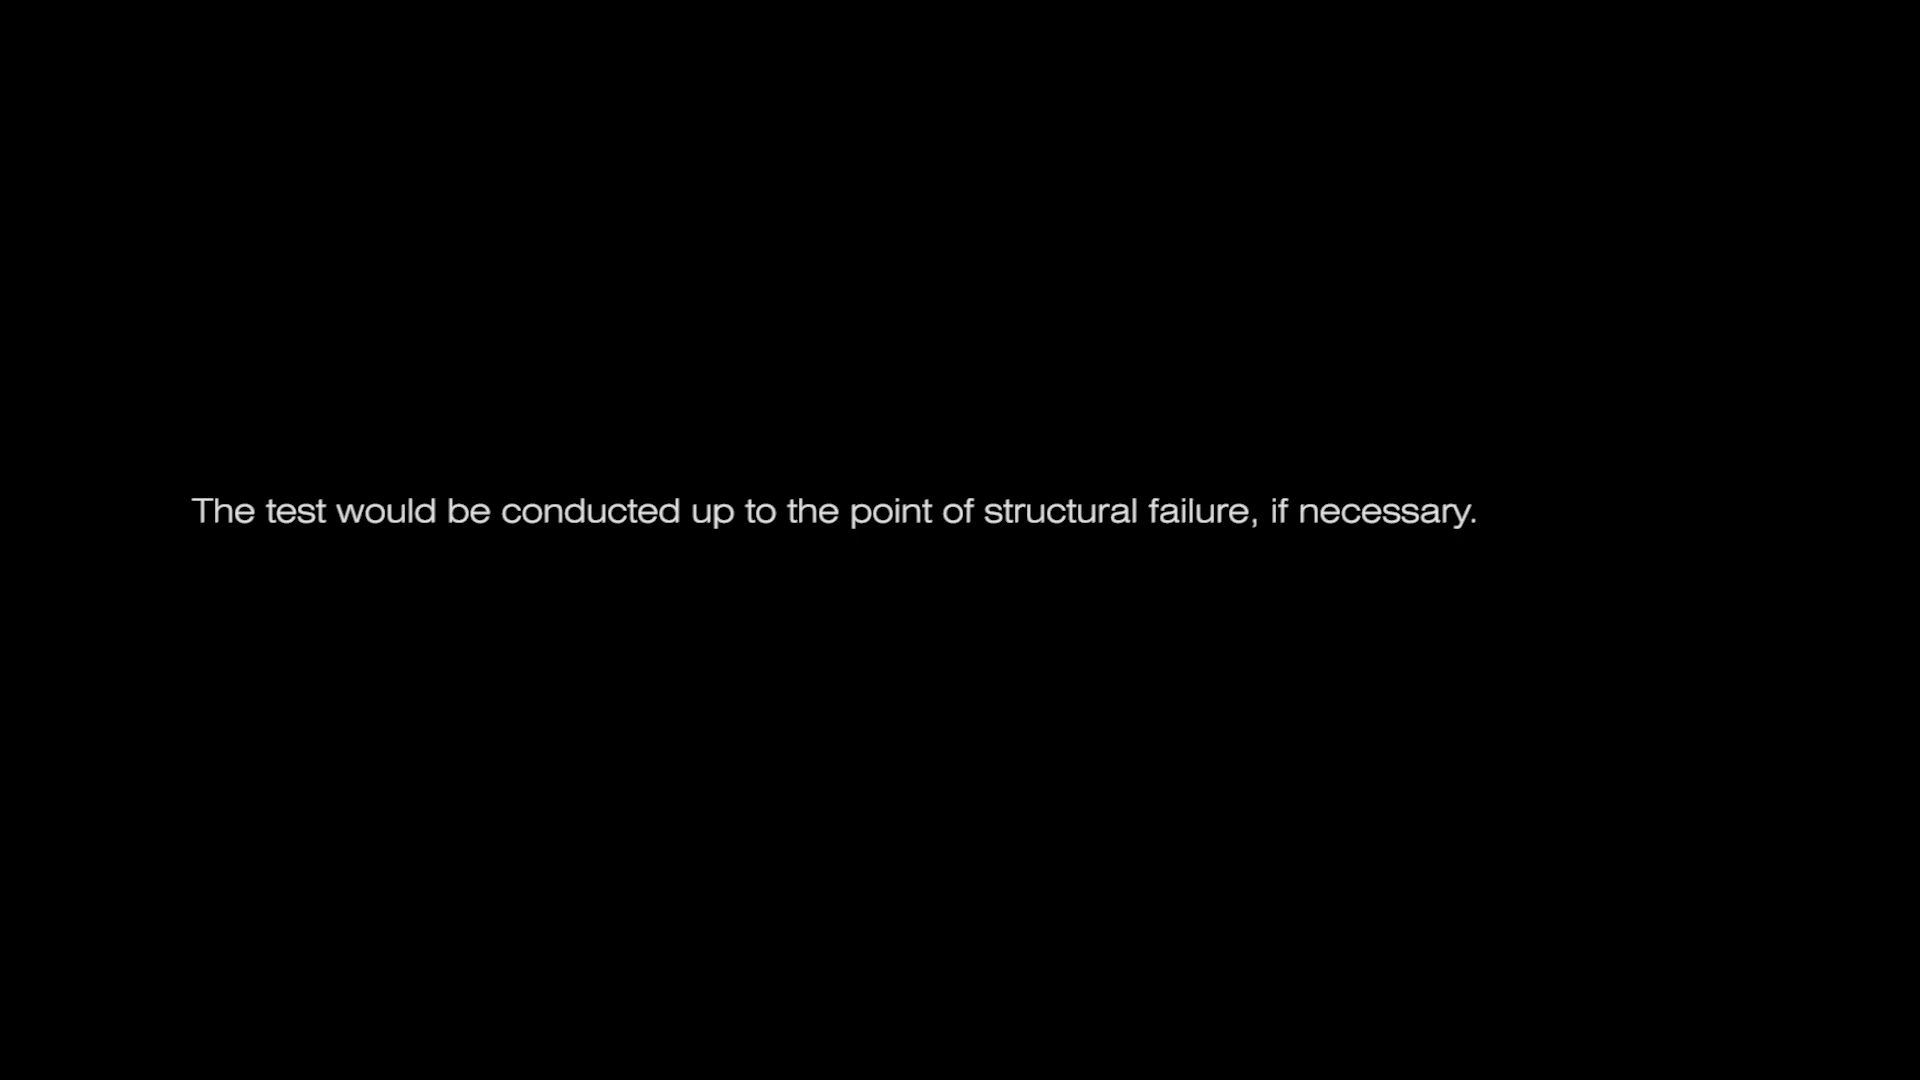 The test would be conducted up to the point of structural failure, if necessary.